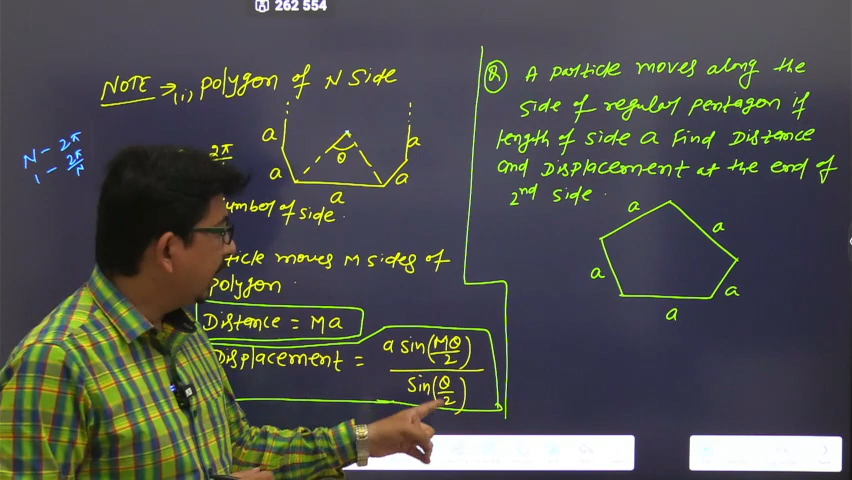 262 554
NOTE → (i) polygon of N side
N - 2π
1 - 2π/N
2π
a
a
θ
a
a
a
umber of side.
ticle moves M sides of
polygon.
Distance = Ma
Displacement = a sin(Mθ/2) / sin(θ/2)
Q A particle moves along the
side of regular pentagon if
length of side a Find Distance
and Displacement at the end of
2nd side.
a
a
a
a
a